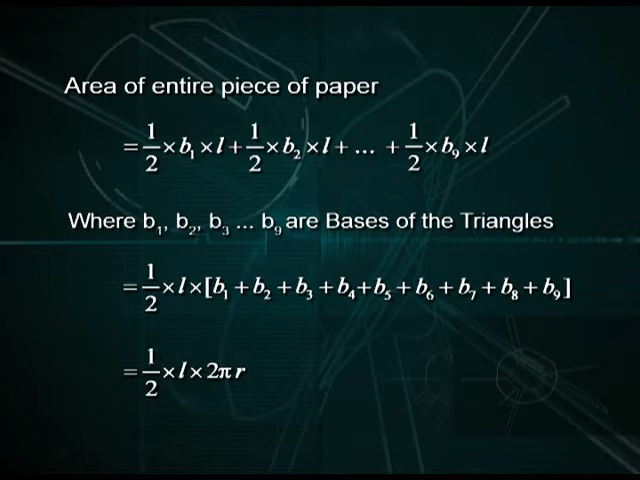 Area of entire piece of paper
= 1/2 × b₁ × l + 1/2 × b₂ × l + ... + 1/2 × b₉ × l
Where b₁, b₂, b₃ ... b₉ are Bases of the Triangles
= 1/2 × l × [b₁ + b₂ + b₃ + b₄ + b₅ + b₆ + b₇ + b₈ + b₉]
= 1/2 × l × 2π r